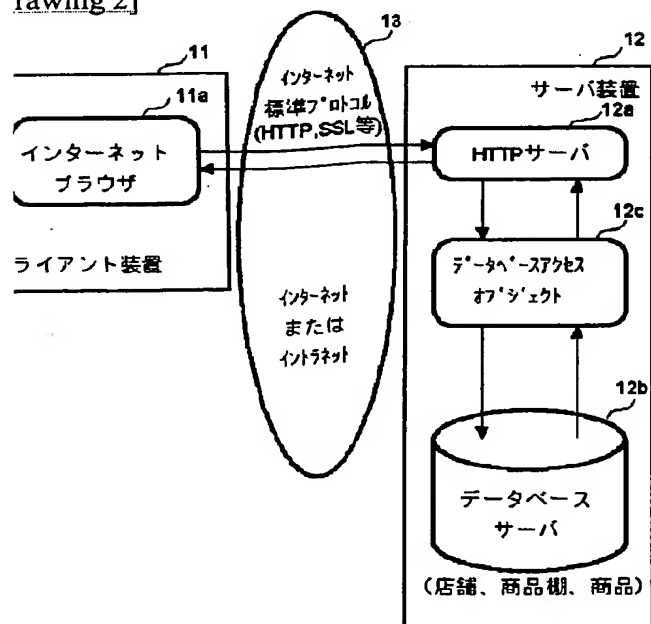 rawing 2]
13
11
12
インターネット
標準プロトコル
(HTTP,SSL等)
サーバ装置
11a
12a
インターネット
ブラウザ
HTTPサーバ
12c
ライアント装置
データベースアクセス
オブジェクト
インターネット
または
イントラネット
12b
データベース
サーバ
(店舗、商品棚、商品)